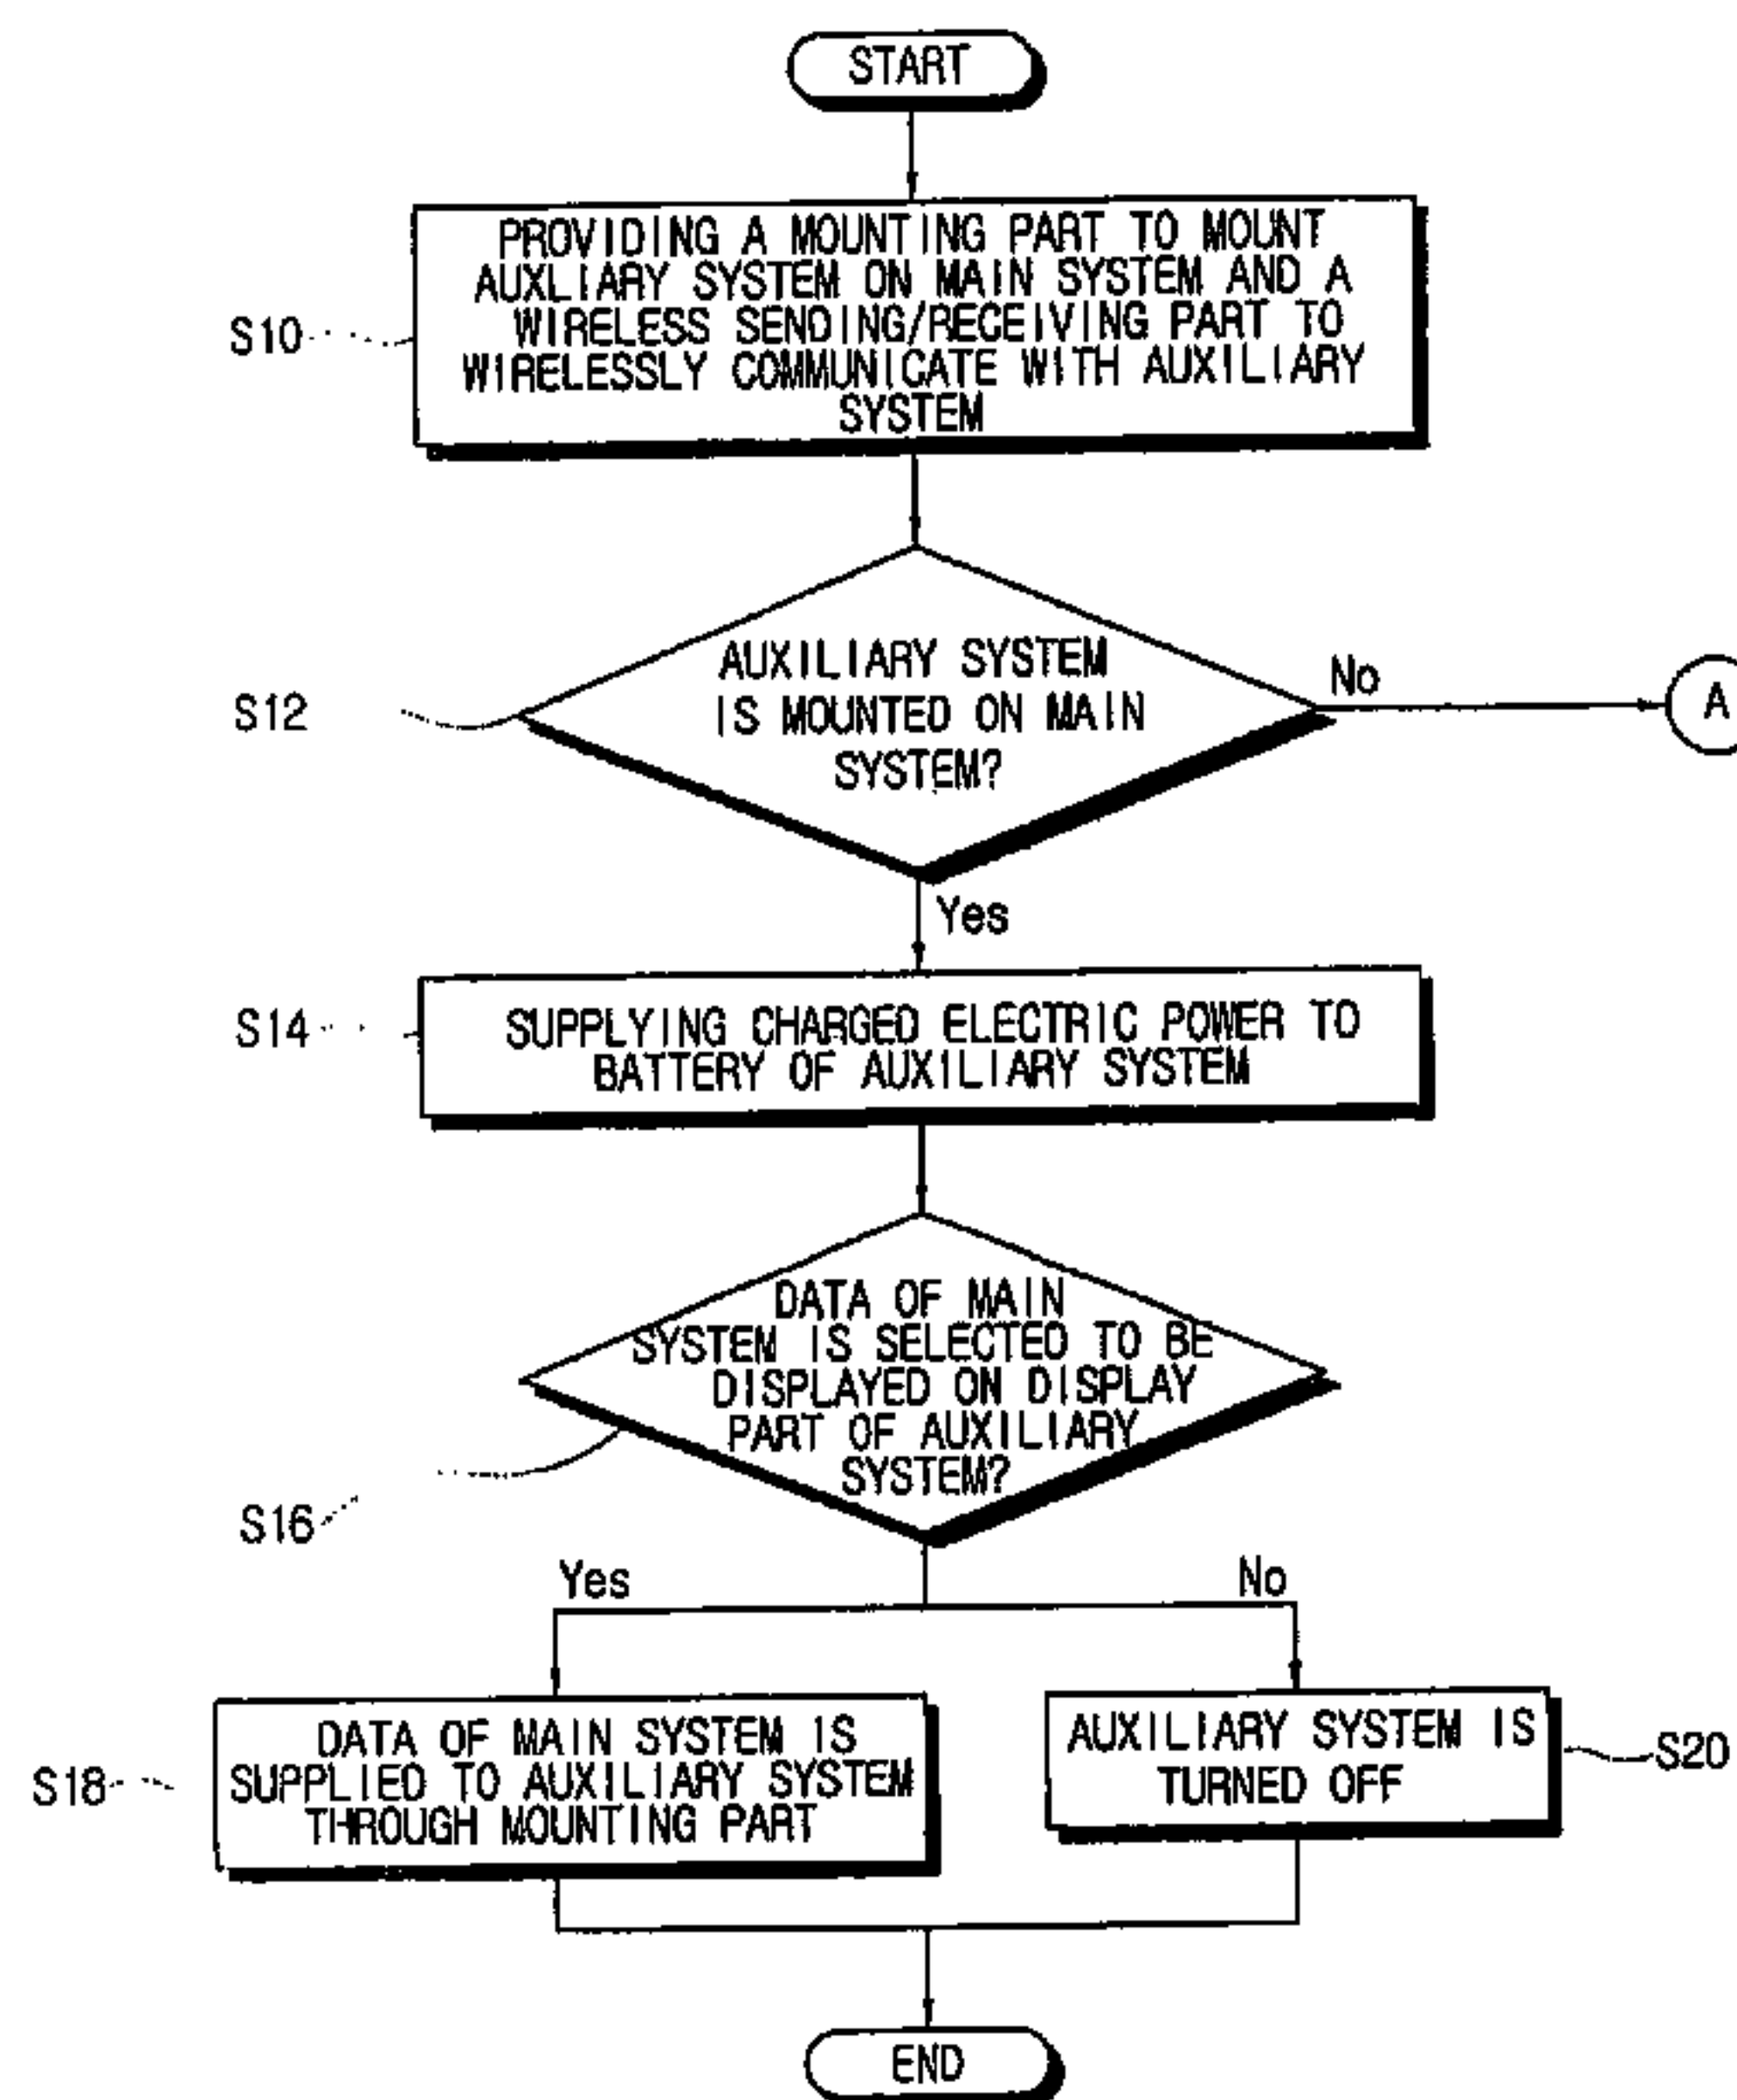 START
PROVIDING A MOUNTING PART TO MOUNT
AUXLIARY SYSTEM ON MAIN SYSTEM AND A
WIRELESS SENDING/RECEIVING PART TO
WIRELESSLY COMMUNICATE WITH AUXILIARY
SYSTEM
S10
AUXILIARY SYSTEM
IS MOUNTED ON MAIN
SYSTEM?
S12
No
A
Yes
S14
SUPPLYING CHARGED ELECTRIC POWER TO
BATTERY OF AUXILIARY SYSTEM
DATA OF MAIN
SYSTEM IS SELECTED TO BE
DISPLAYED ON DISPLAY
PART OF AUXILIARY
SYSTEM?
S16
Yes
No
DATA OF MAIN SYSTEM IS
SUPPLIED TO AUXILIARY SYSTEM
THROUGH MOUNTING PART
S18
AUXILIARY SYSTEM IS
TURNED OFF
S20
END